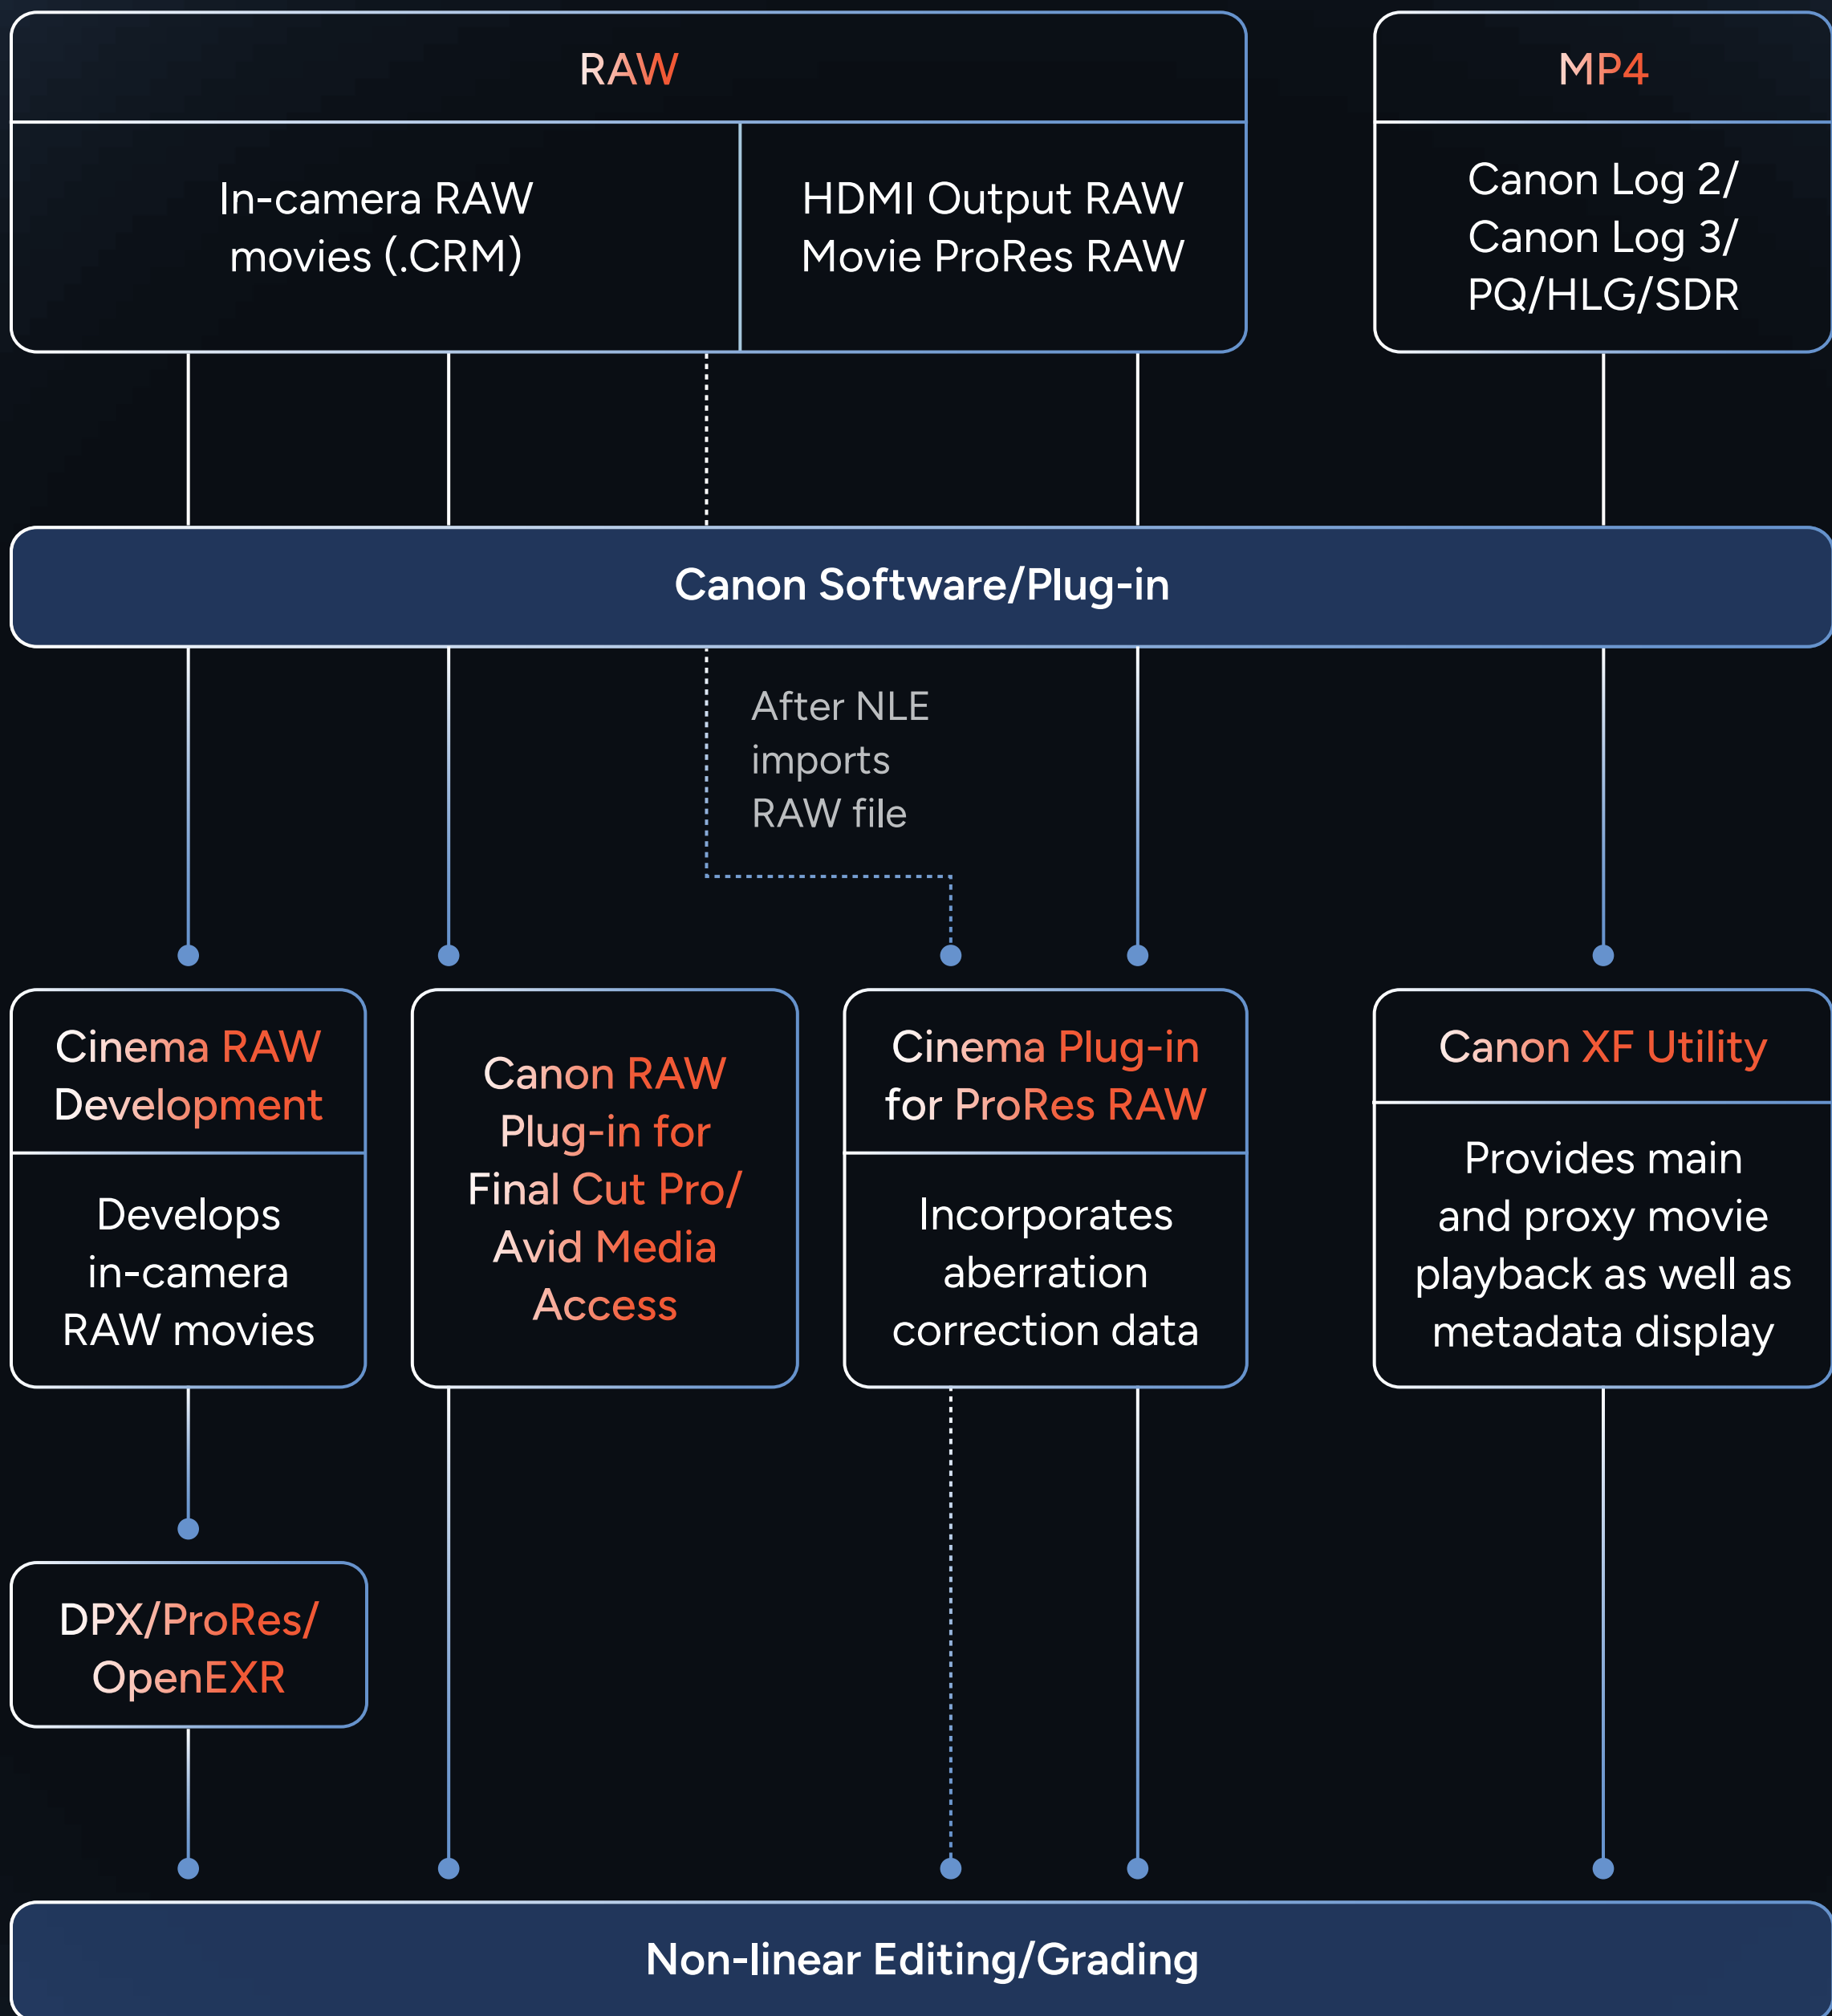 RAW
In-camera RAW
movies (.CRM)
HDMI Output RAW
Movie ProRes RAW
MP4
Canon Log 2/
Canon Log 3/
PQ/HLG/SDR
Canon Software/Plug-in
After NLE
imports
RAW file
Cinema RAW
Development
Develops
in-camera
RAW movies
Canon RAW
Plug-in for
Final Cut Pro/
Avid Media
Access
Cinema Plug-in
for ProRes RAW
Incorporates
aberration
correction data
Canon XF Utility
Provides main
and proxy movie
playback as well as
metadata display
DPX/ProRes/
OpenEXR
Non-linear Editing/Grading